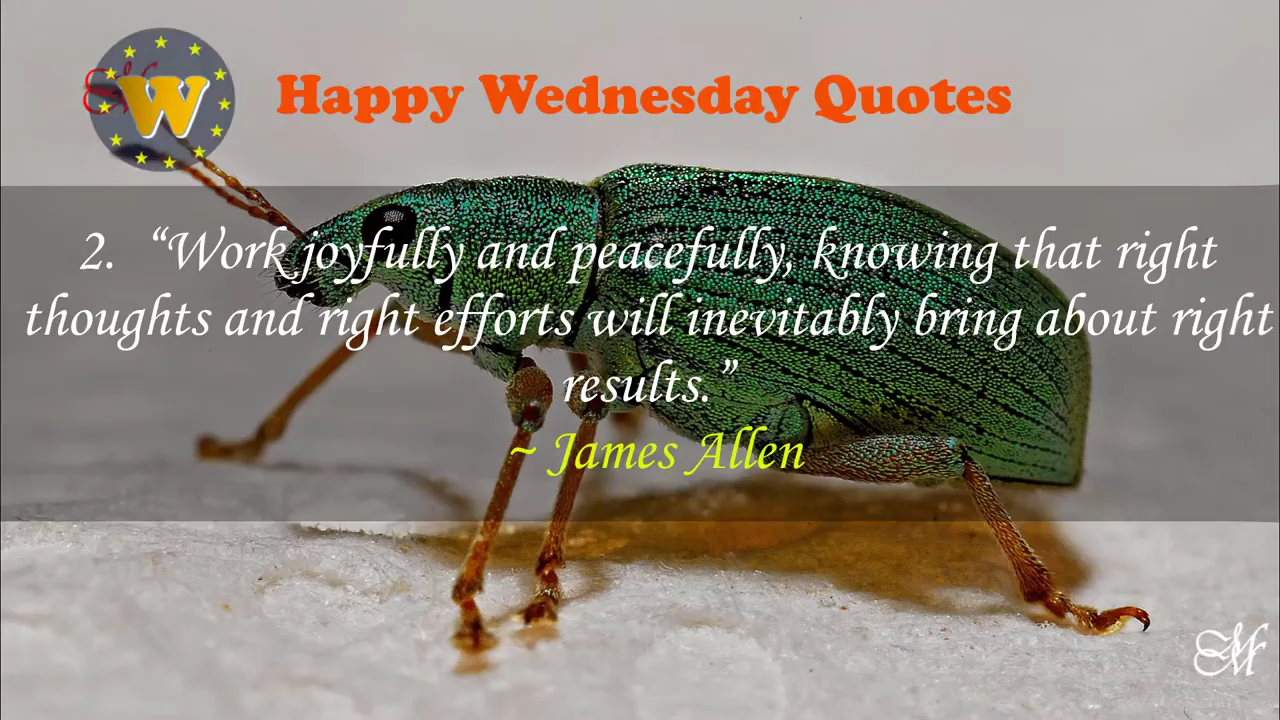 W
Happy Wednesday Quotes
2. “Work joyfully and peacefully, knowing that right
thoughts and right efforts will inevitably bring about right
results.”
~ James Allen